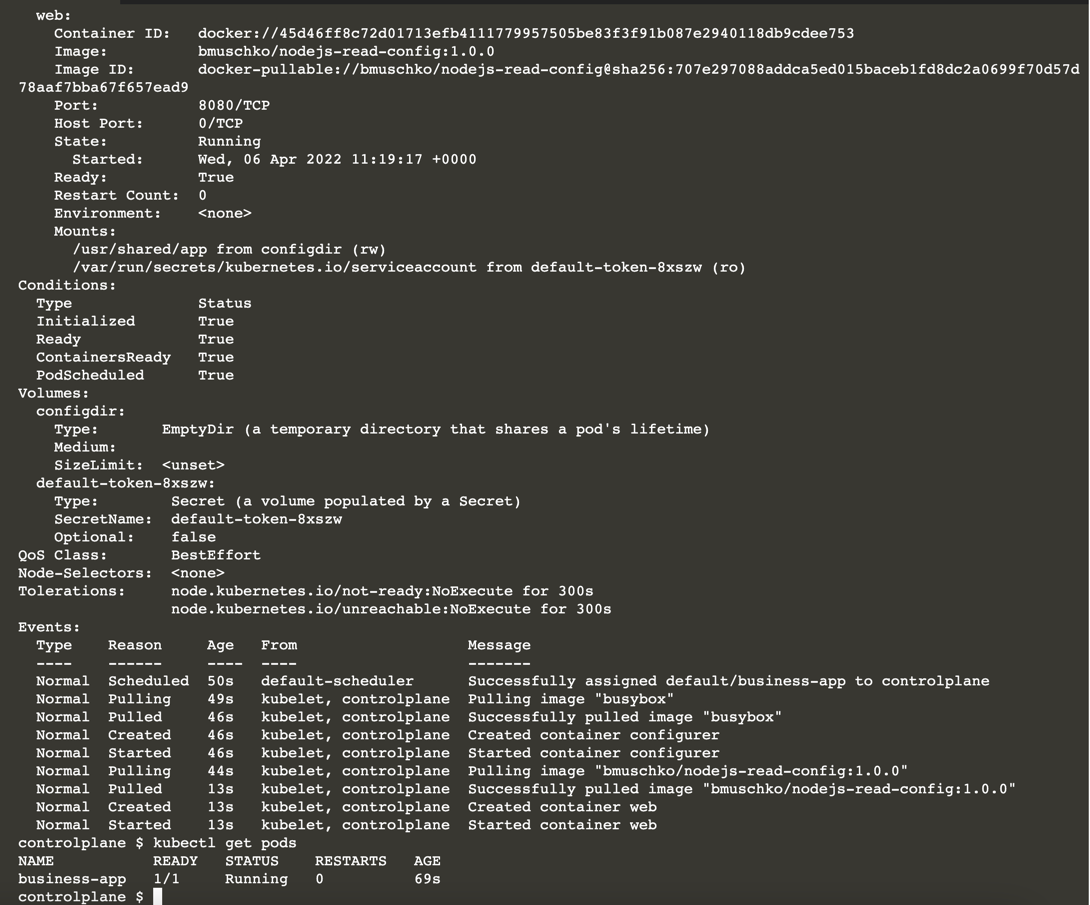 web:
Container ID: docker://45d46ff8c72d01713efb4111779957505be83f3f91b087e2940118db9cdee753
Image: bmuschko/nodejs-read-config:1.0.0
Image ID: docker-pullable://bmuschko/nodejs-read-config@sha256:707e297088addca5ed015baceb1fd8dc2a0699f70d57d
78aaf7bba67f657ead9
Port: 8080/TCP
Host Port: 0/TCP
State: Running
Started: Wed, 06 Apr 2022 11:19:17 +0000
Ready: True
Restart Count: 0
Environment: <none>
Mounts:
/usr/shared/app from configdir (rw)
/var/run/secrets/kubernetes.io/serviceaccount from default-token-8xszw (ro)
Conditions:
Type Status
Initialized True
Ready True
ContainersReady True
PodScheduled True
Volumes:
configdir:
Type: EmptyDir (a temporary directory that shares a pod's lifetime)
Medium:
SizeLimit: <unset>
default-token-8xszw:
Type: Secret (a volume populated by a Secret)
SecretName: default-token-8xszw
Optional: false
QoS Class: BestEffort
Node-Selectors: <none>
Tolerations: node.kubernetes.io/not-ready:NoExecute for 300s
node.kubernetes.io/unreachable:NoExecute for 300s
Events:
Type Reason Age From Message
---- ------ ---- ---- -------
Normal Scheduled 50s default-scheduler Successfully assigned default/business-app to controlplane
Normal Pulling 49s kubelet, controlplane Pulling image "busybox"
Normal Pulled 46s kubelet, controlplane Successfully pulled image "busybox"
Normal Created 46s kubelet, controlplane Created container configurer
Normal Started 46s kubelet, controlplane Started container configurer
Normal Pulling 44s kubelet, controlplane Pulling image "bmuschko/nodejs-read-config:1.0.0"
Normal Pulled 13s kubelet, controlplane Successfully pulled image "bmuschko/nodejs-read-config:1.0.0"
Normal Created 13s kubelet, controlplane Created container web
Normal Started 13s kubelet, controlplane Started container web
controlplane $ kubectl get pods
NAME READY STATUS RESTARTS AGE
business-app 1/1 Running 0 69s
controlplane $